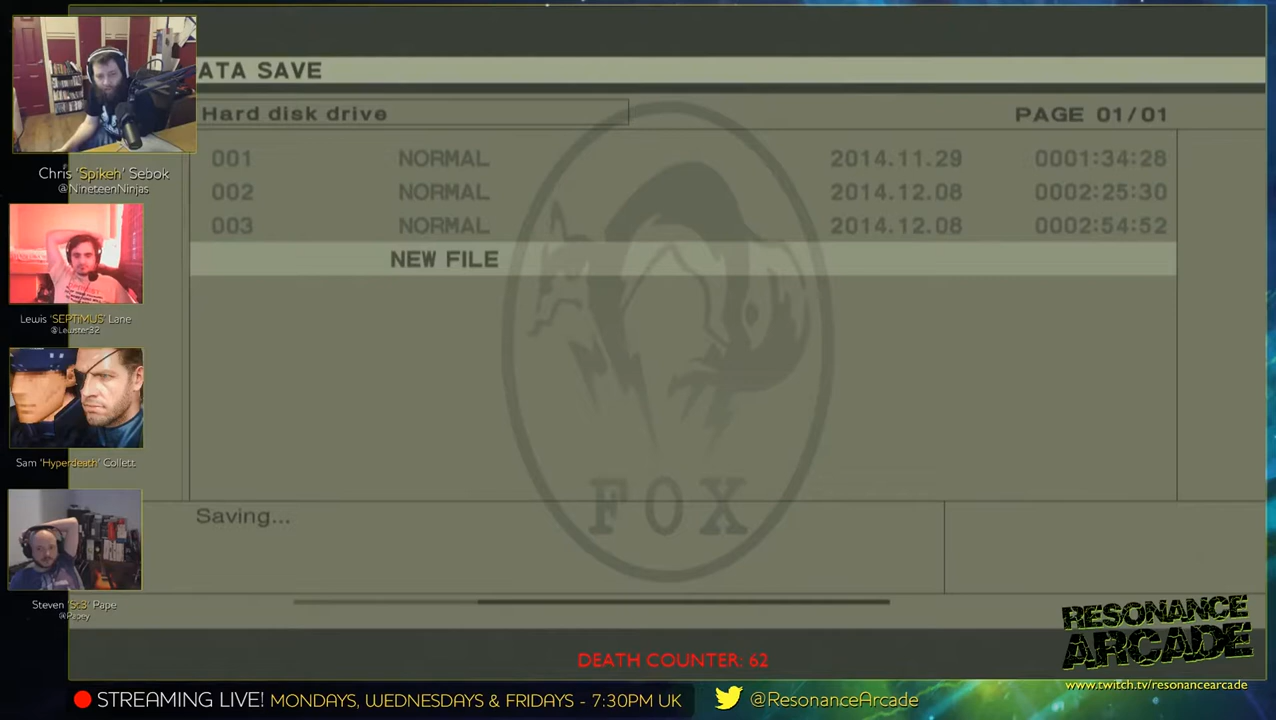 ATA SAVE
Hard disk drive PAGE 01/01
001 NORMAL 2014.11.29 0001:34:28
002 NORMAL 2014.12.08 0002:25:30
003 NORMAL 2014.12.08 0002:54:52
NEW FILE
FOX
Saving...
Chris 'Spikeh' Sebok
@NineteenNinjas
Lewis 'SEPTiMUS' Lane
@Lewster32
Sam 'Hyperdeath' Collett
Steven 'St3' Pape
@Papey
RESONANCE
ARCADE
www.twitch.tv/resonancearcade
DEATH COUNTER: 62
STREAMING LIVE! MONDAYS, WEDNESDAYS & FRIDAYS - 7:30PM UK @ResonanceArcade